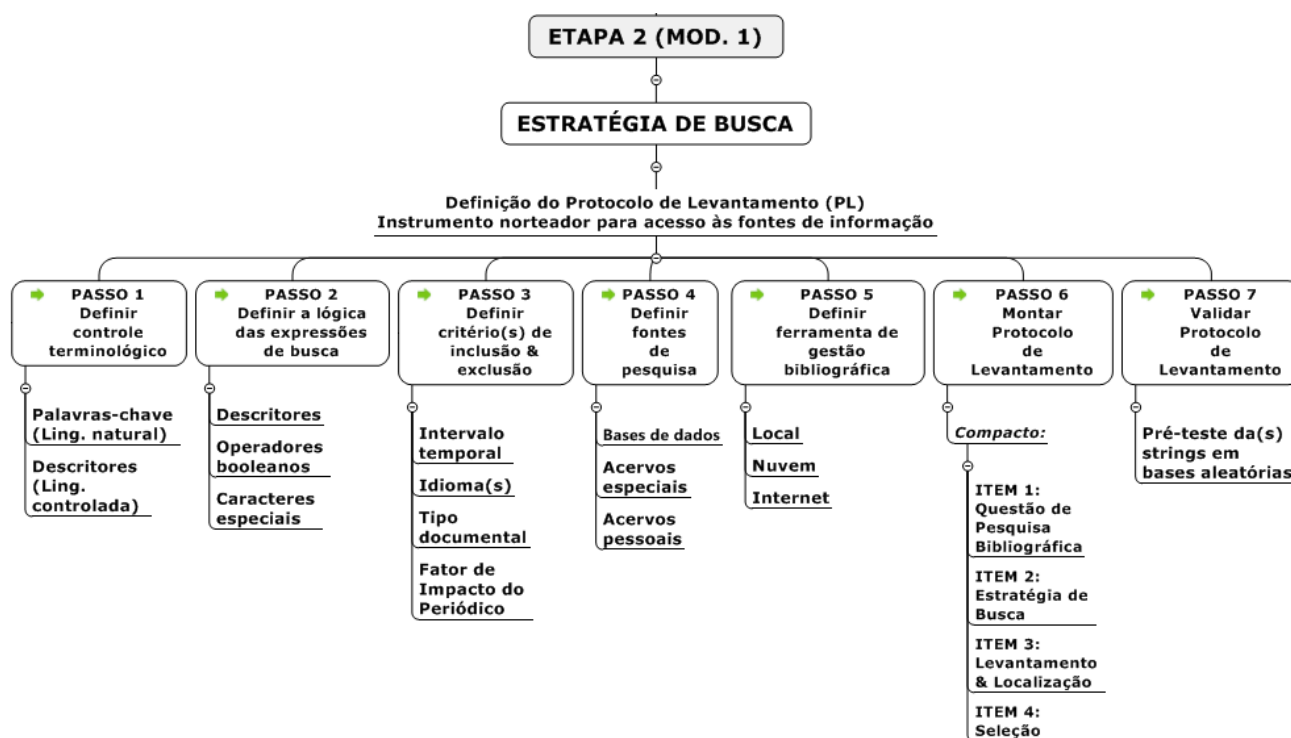 ETAPA 2 (MOD. 1)
ESTRATÉGIA DE BUSCA
Definição do Protocolo de Levantamento (PL)
Instrumento norteador para acesso às fontes de informação
PASSO 1
Definir
controle
terminológico
Palavras-chave
(Ling. natural)
Descritores
(Ling.
controlada)
PASSO 2
Definir a lógica
das expressões
de busca
Descritores
Operadores
booleanos
Caracteres
especiais
PASSO 3
Definir
critério(s) de
inclusão &
exclusão
Intervalo
temporal
Idioma(s)
Tipo
documental
Fator de
Impacto do
Periódico
PASSO 4
Definir
fontes
de
pesquisa
Bases de dados
Acervos
especiais
Acervos
pessoais
PASSO 5
Definir
ferramenta de
gestão
bibliográfica
Local
Nuvem
Internet
PASSO 6
Montar
Protocolo
de
Levantamento
Compacto:
ITEM 1:
Questão de
Pesquisa
Bibliográfica
ITEM 2:
Estratégia de
Busca
ITEM 3:
Levantamento
& Localização
ITEM 4:
Seleção
PASSO 7
Validar
Protocolo
de
Levantamento
Pré-teste da(s)
strings em
bases aleatórias